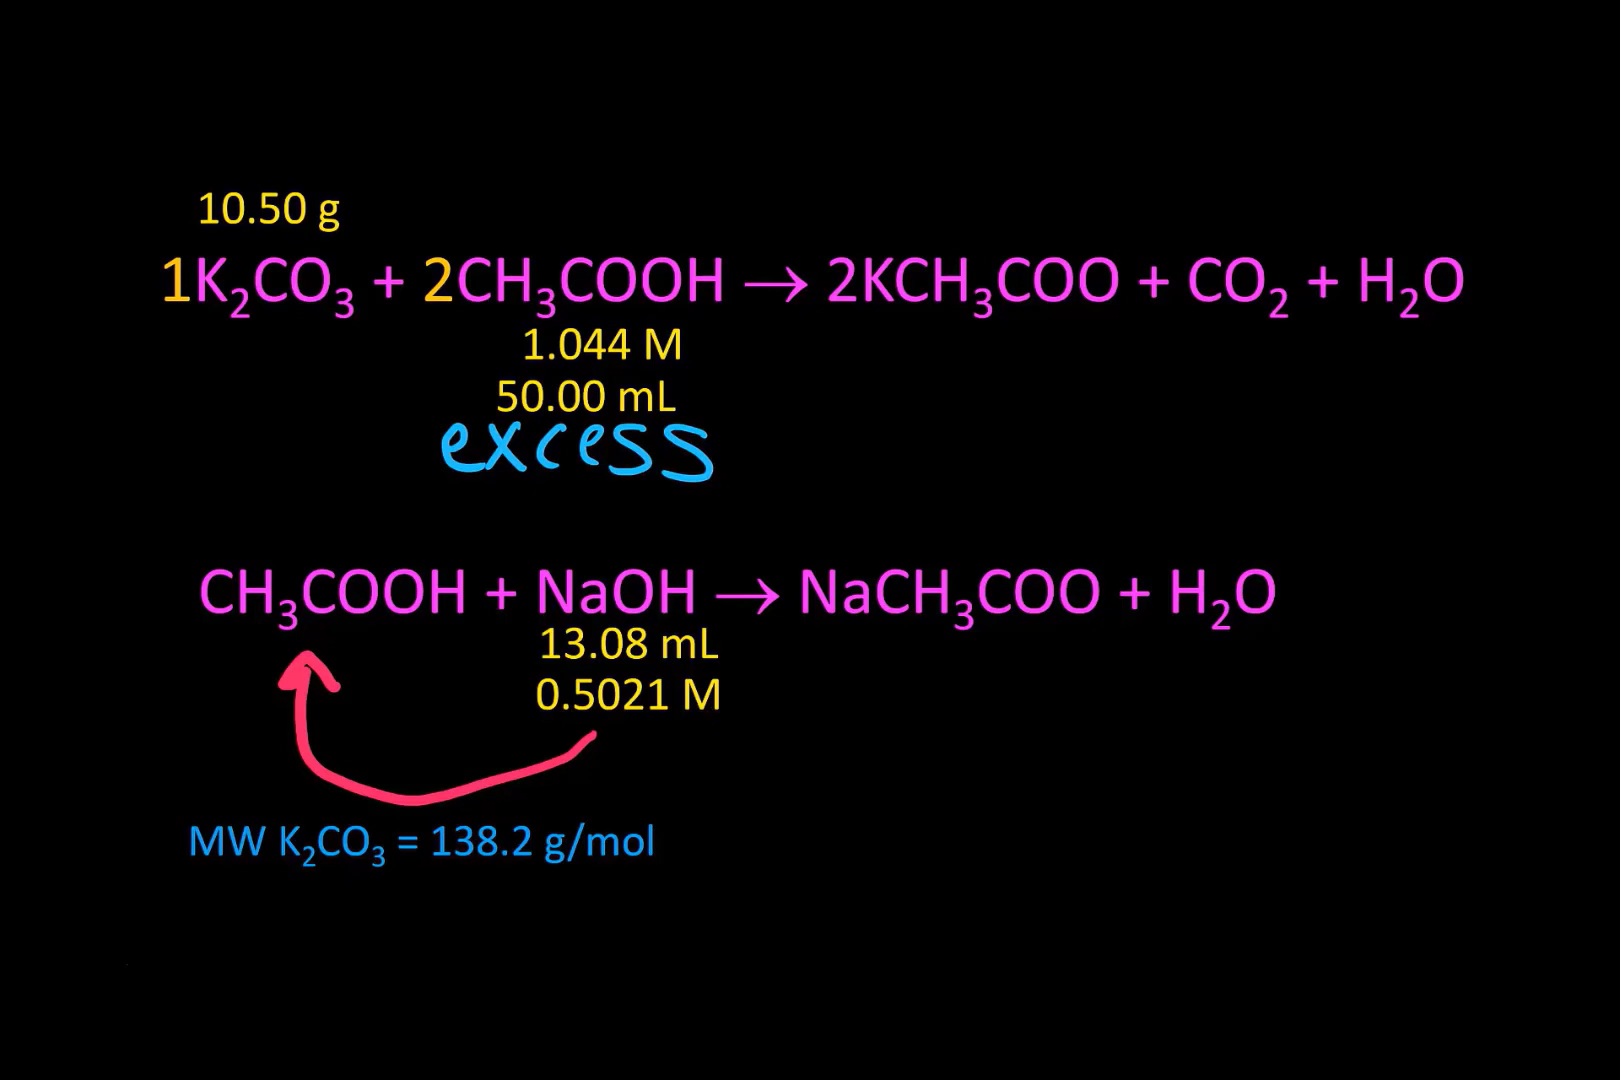 10.50 g
1K₂CO₃ + 2CH₃COOH → 2KCH₃COO + CO₂ + H₂O
1.044 M
50.00 mL
excess
CH₃COOH + NaOH → NaCH₃COO + H₂O
13.08 mL
0.5021 M
MW K₂CO₃ = 138.2 g/mol